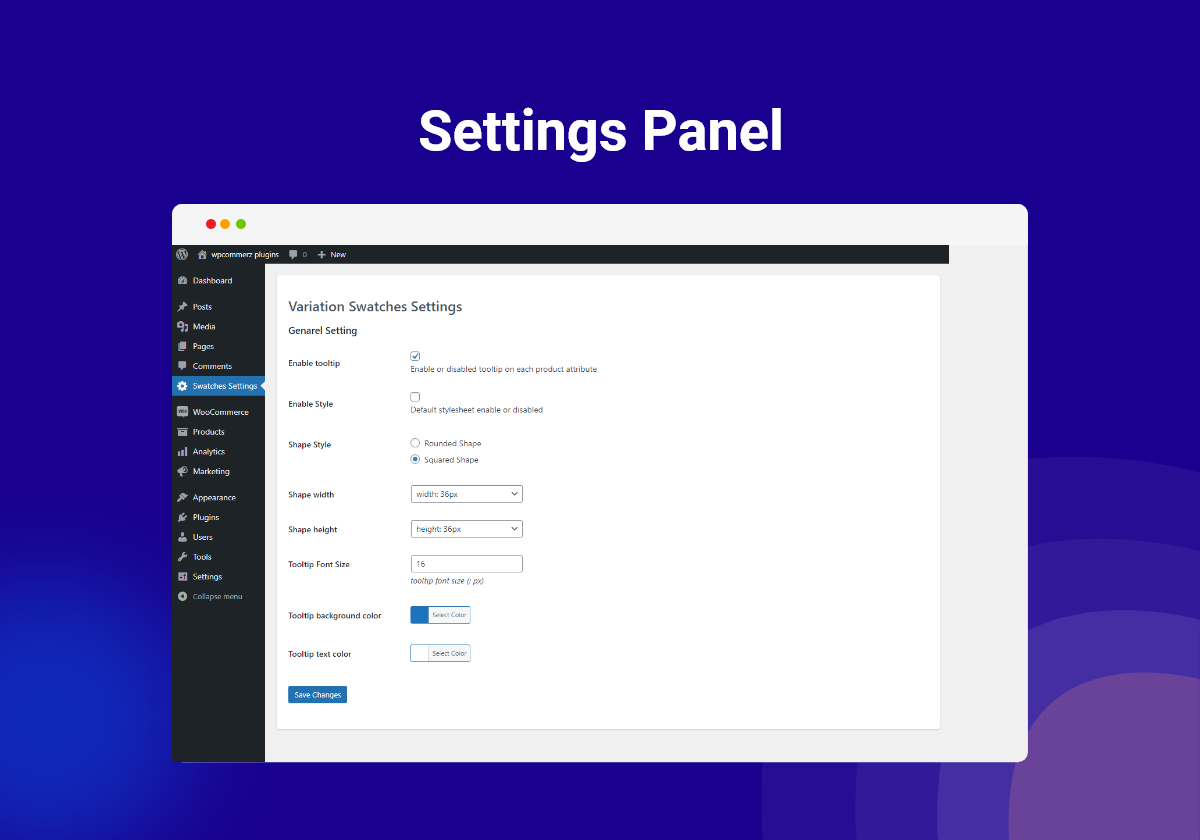 Settings Panel
wpcommerz plugins 0 New
Dashboard
Posts
Media
Pages
Comments
Swatches Settings
WooCommerce
Products
Analytics
Marketing
Appearance
Plugins
Users
Tools
Settings
Collapse menu
Variation Swatches Settings
Genarel Setting
Enable tooltip
Enable or disabled tooltip on each product attribute
Enable Style
Default stylesheet enable or disabled
Shape Style
Rounded Shape
Squared Shape
Shape width
width: 36px
Shape height
height: 36px
Tooltip Font Size
16
tooltip font size (: px)
Tooltip background color
Select Color
Tooltip text color
Select Color
Save Changes